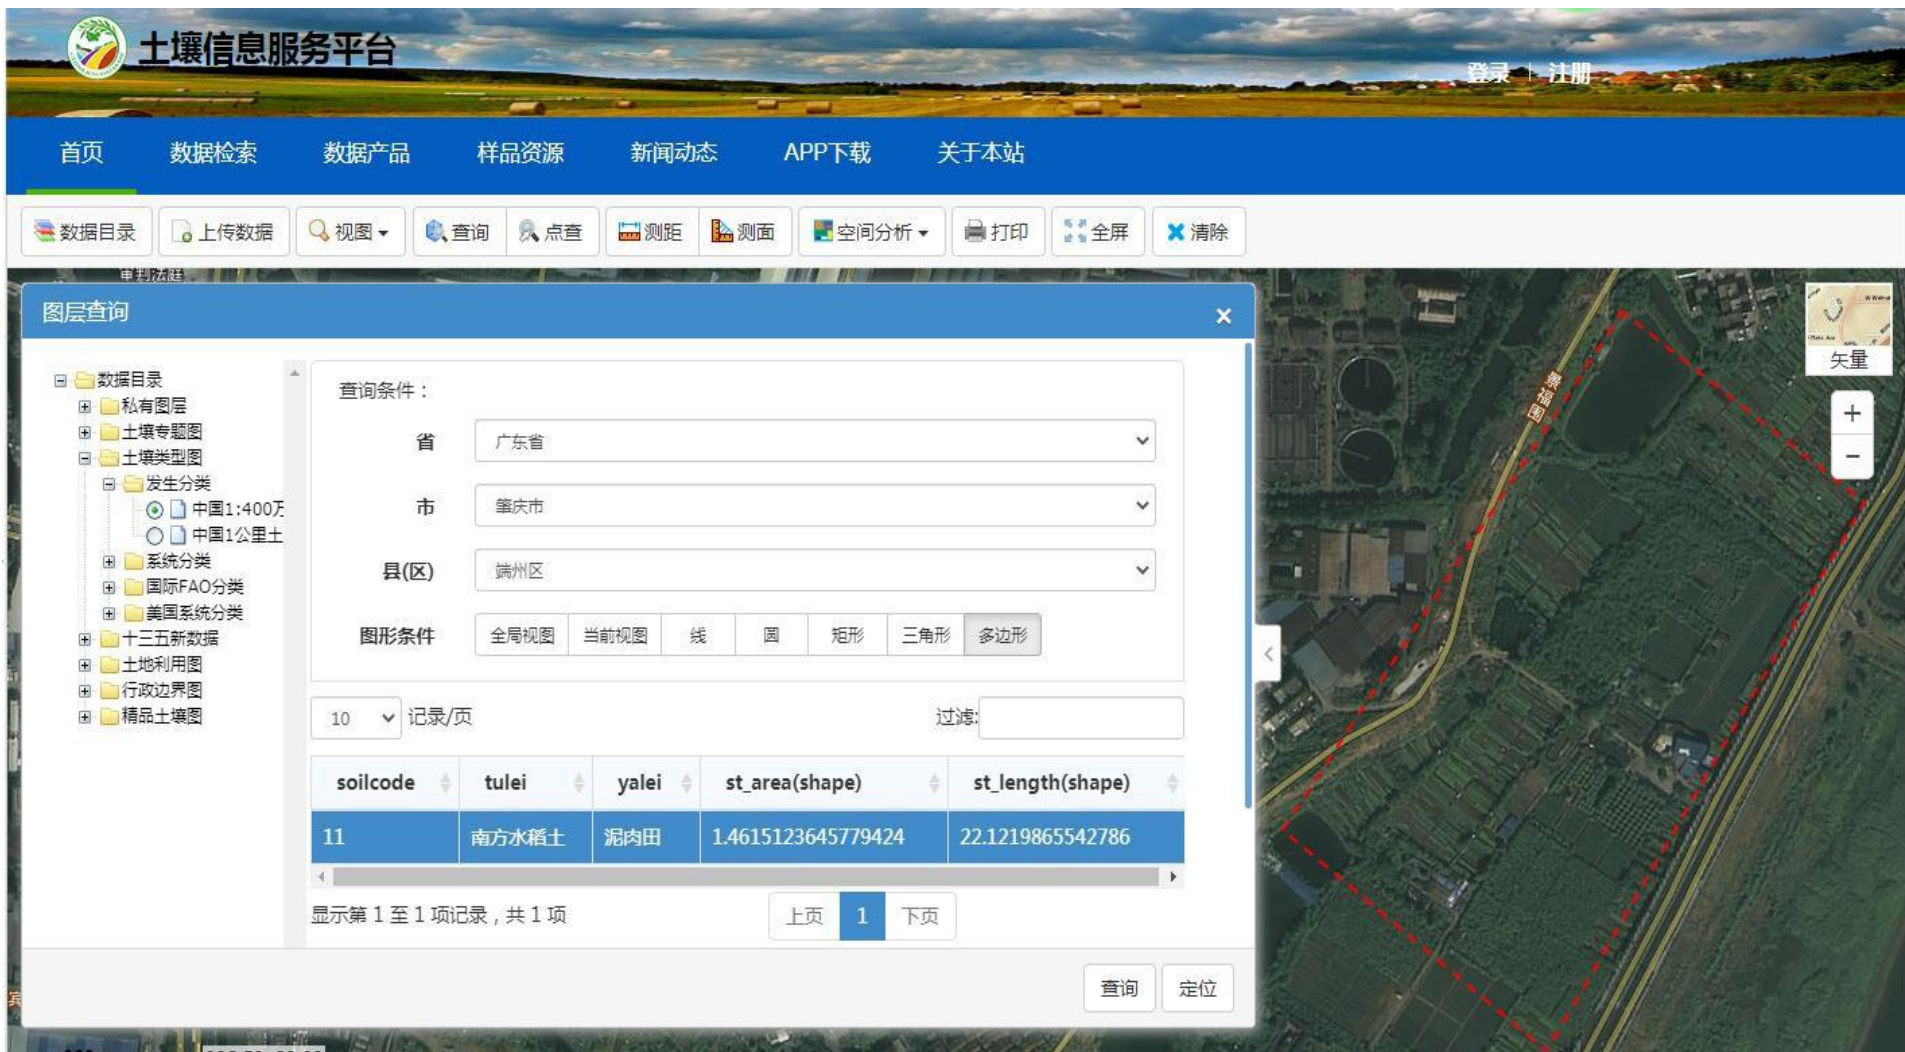 土壤信息服务平台
登录 | 注册
首页 数据检索 数据产品 样品资源 新闻动态 APP下载 关于本站
数据目录 上传数据 视图 查询 点查 测距 测面 空间分析 打印 全屏 清除
审判法庭
图层查询 ×
数据目录
私有图层
土壤专题图
土壤类型图
发生分类
中国1:400万
中国1公里土
系统分类
国际FAO分类
美国系统分类
十三五新数据
土地利用图
行政边界图
精品土壤图
查询条件：
省 广东省
市 肇庆市
县(区) 端州区
图形条件 全局视图 当前视图 线 圆 矩形 三角形 多边形
10 记录/页 过滤:
soilcode tulei yalei st_area(shape) st_length(shape)
11 南方水稻土 泥肉田 1.4615123645779424 22.1219865542786
显示第 1 至 1 项记录，共 1 项 上页 1 下页
查询 定位
景福围
矢量
+
-